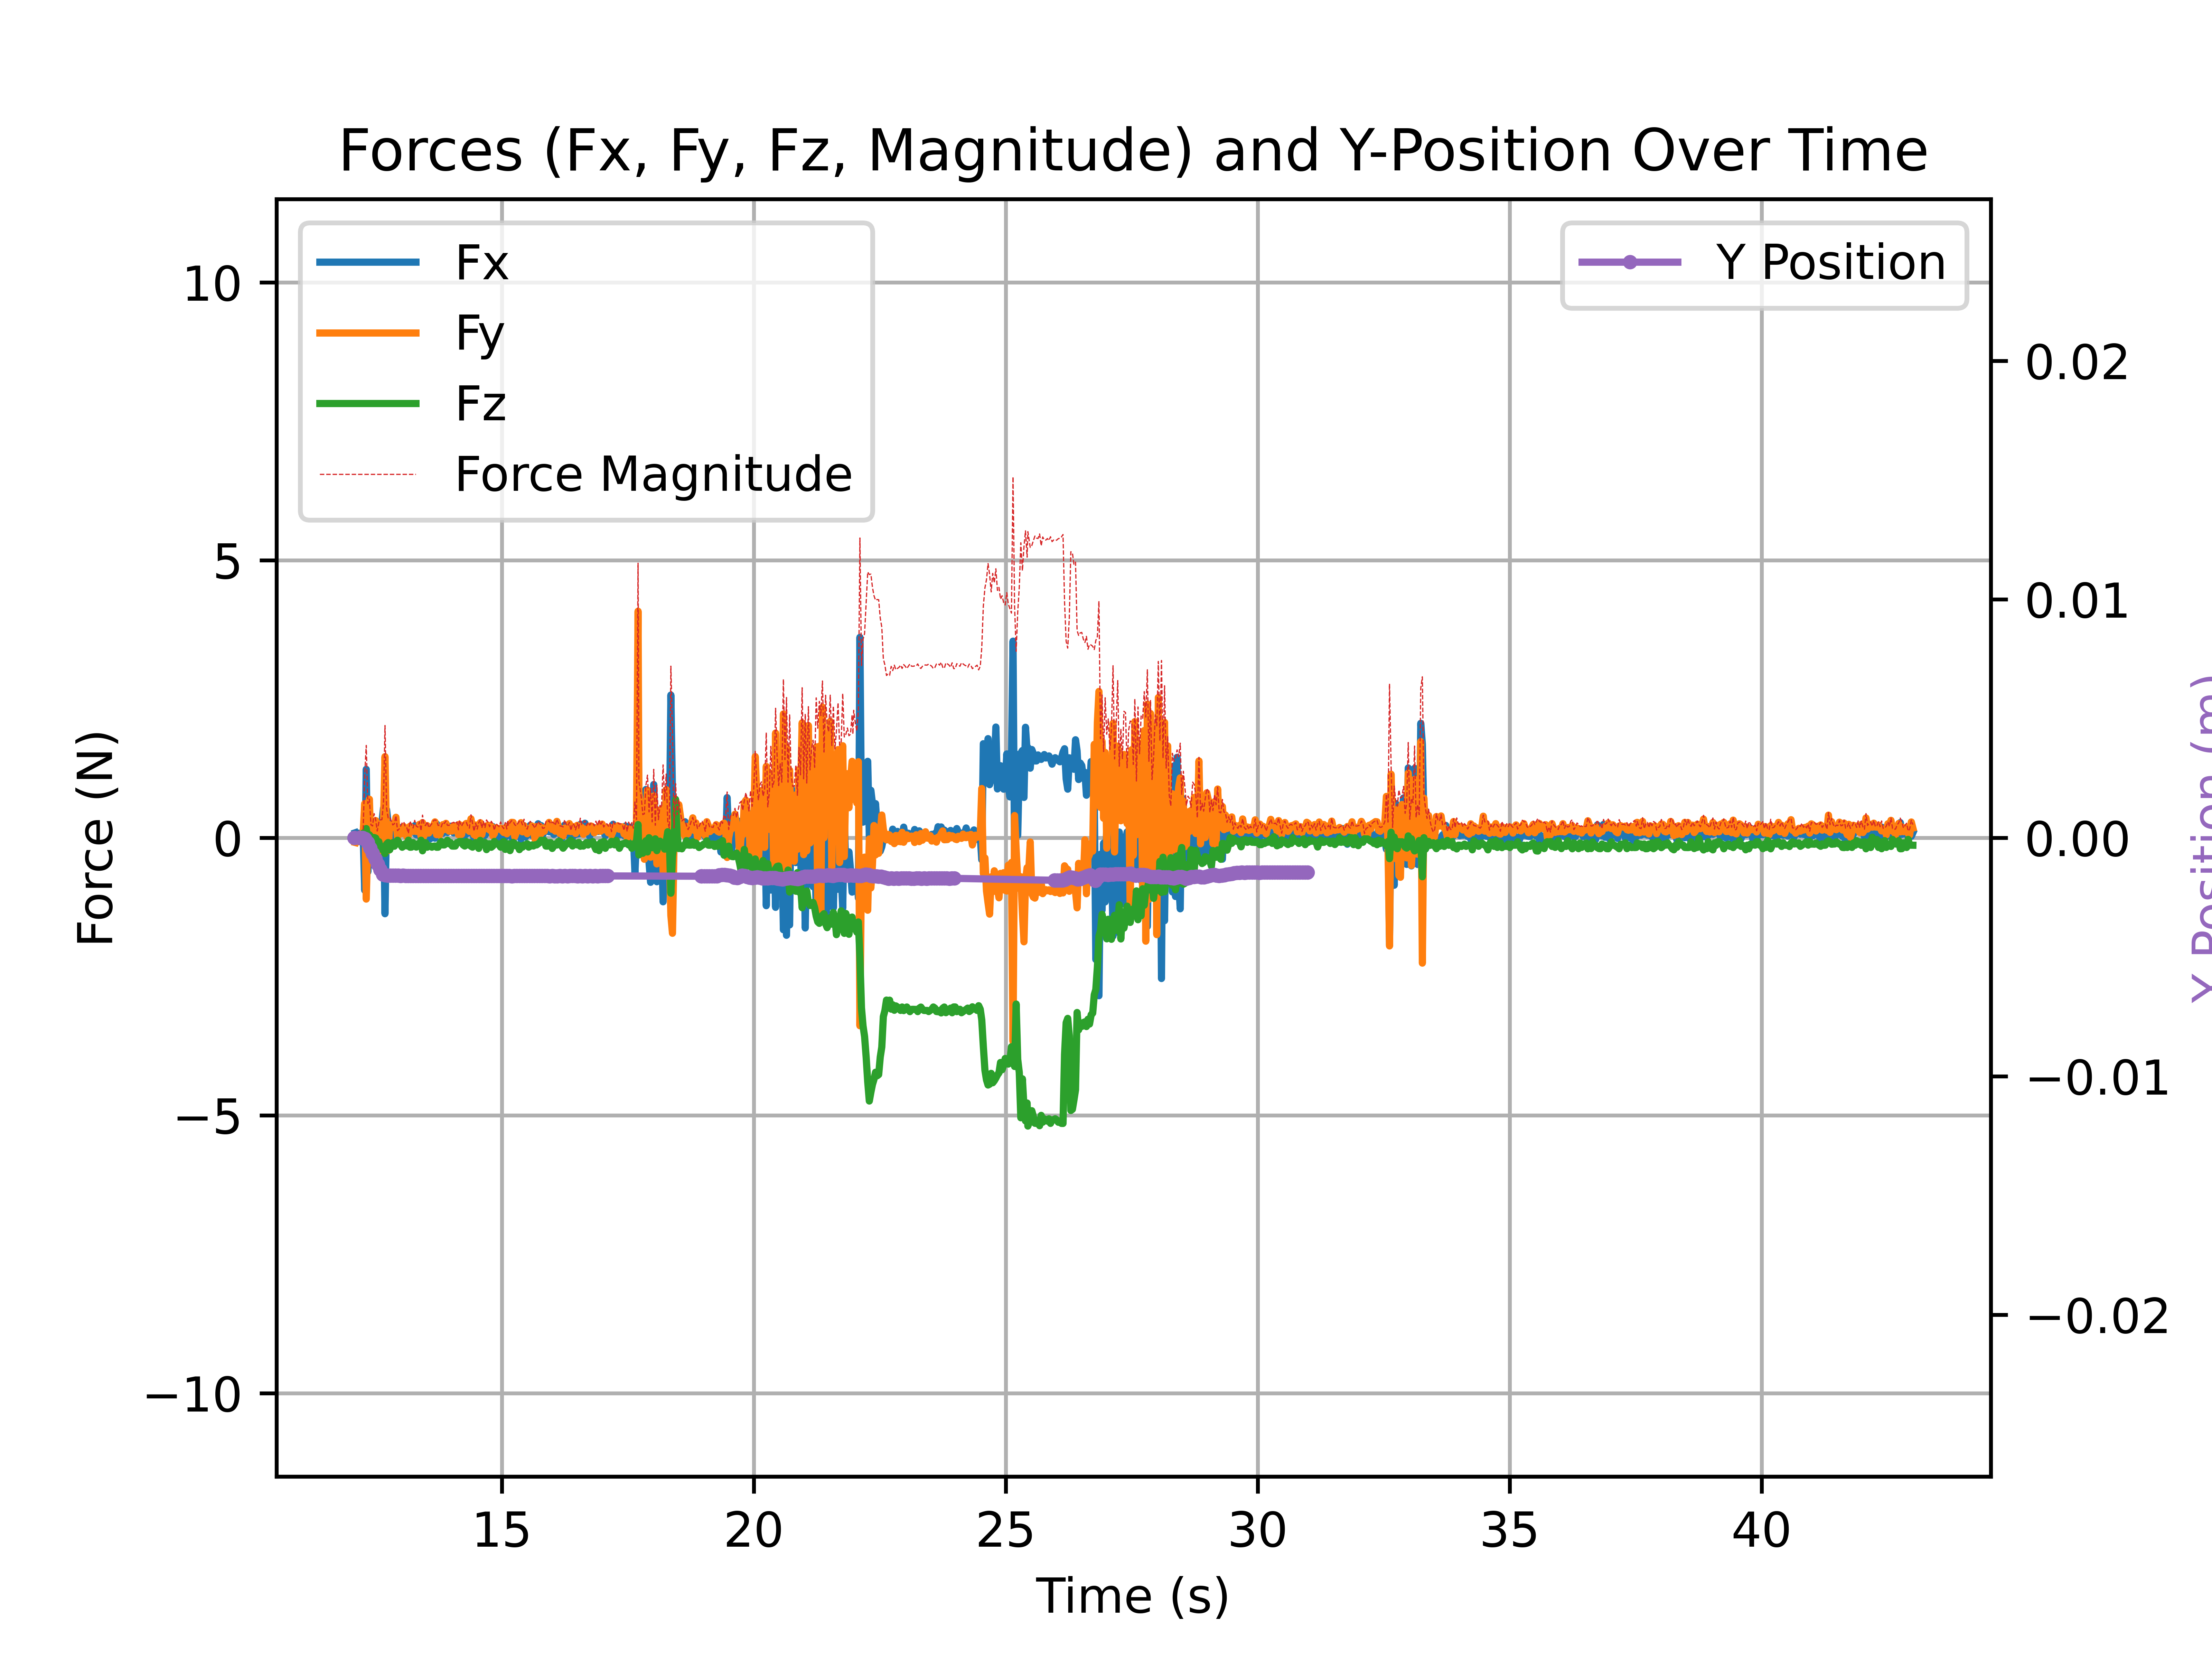 Forces (Fx, Fy, Fz, Magnitude) and Y-Position Over Time
Fx
Fy
Fz
Force Magnitude
Y Position
10
5
0
−5
−10
Force (N)
0.02
0.01
0.00
−0.01
−0.02
Y Position (m)
15
20
25
30
35
40
Time (s)